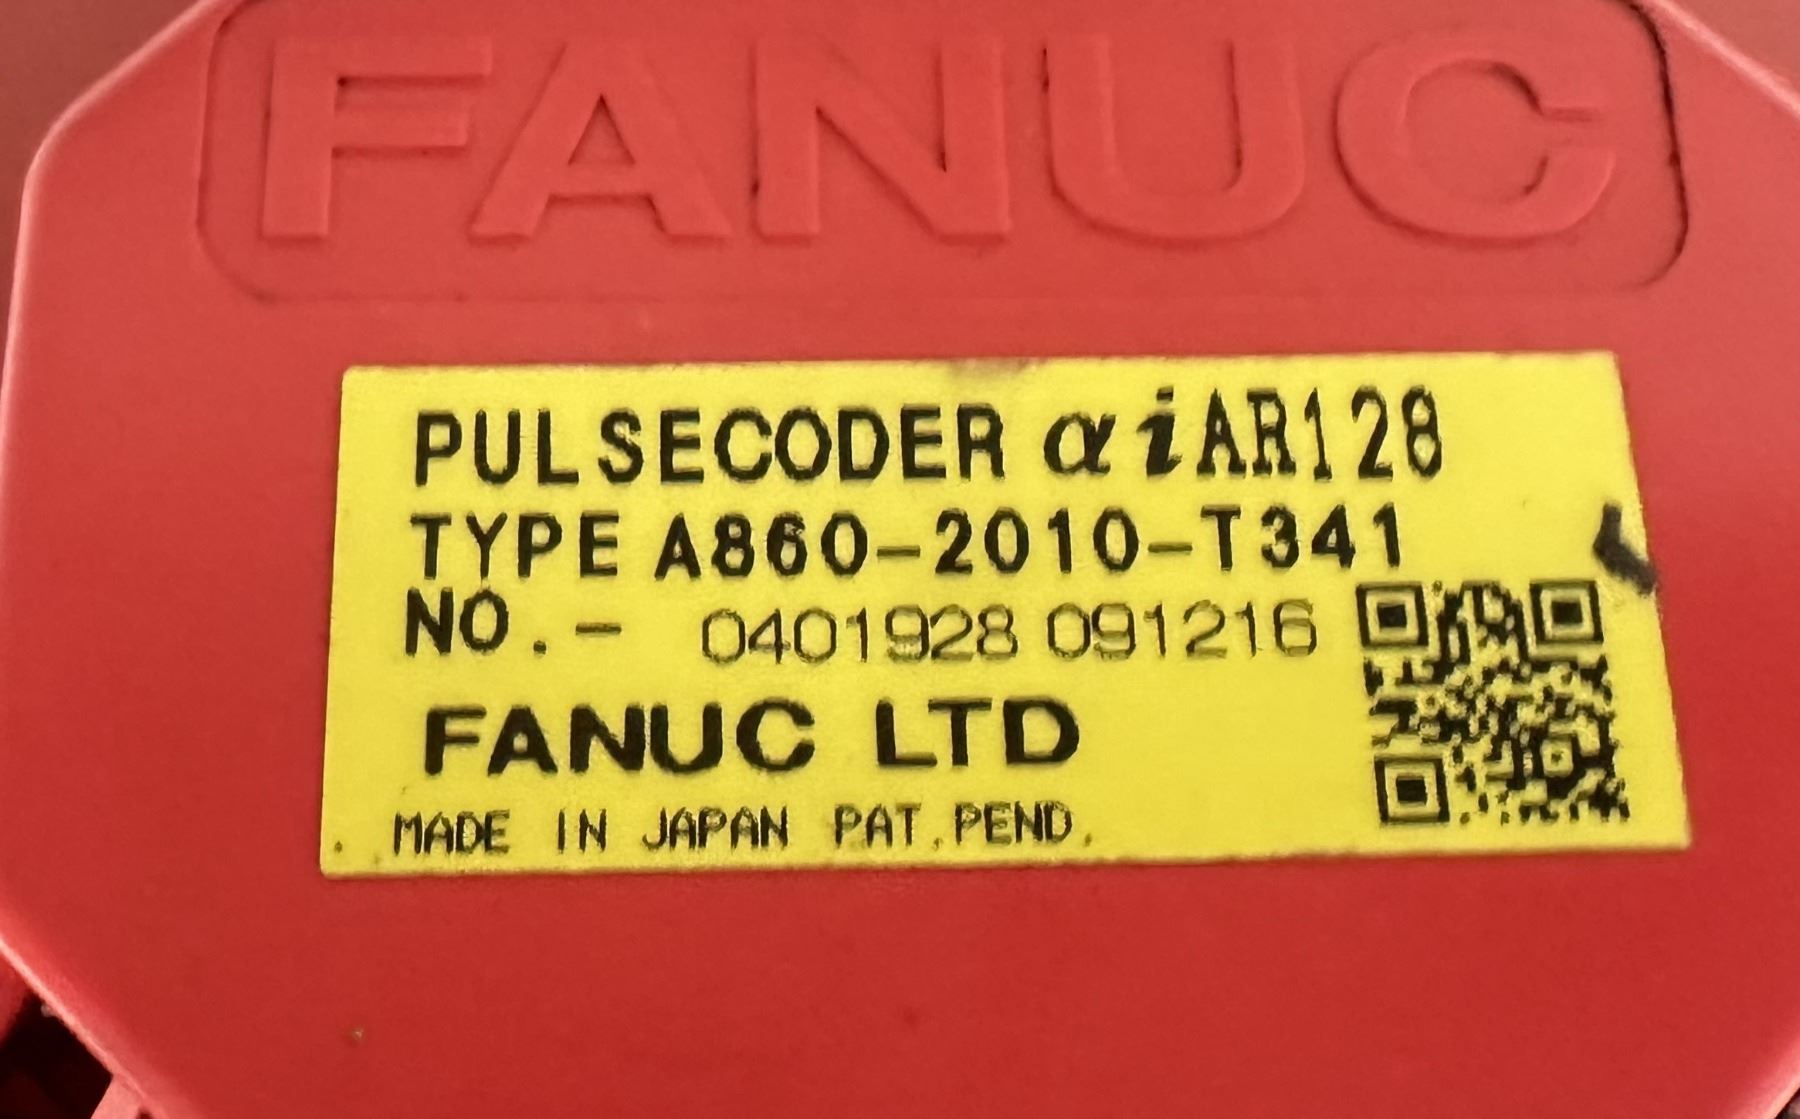 FANUC
PULSECODER αiAR128
TYPE A860-2010-T341
NO.- 0401928 091216
FANUC LTD
MADE IN JAPAN PAT.PEND.